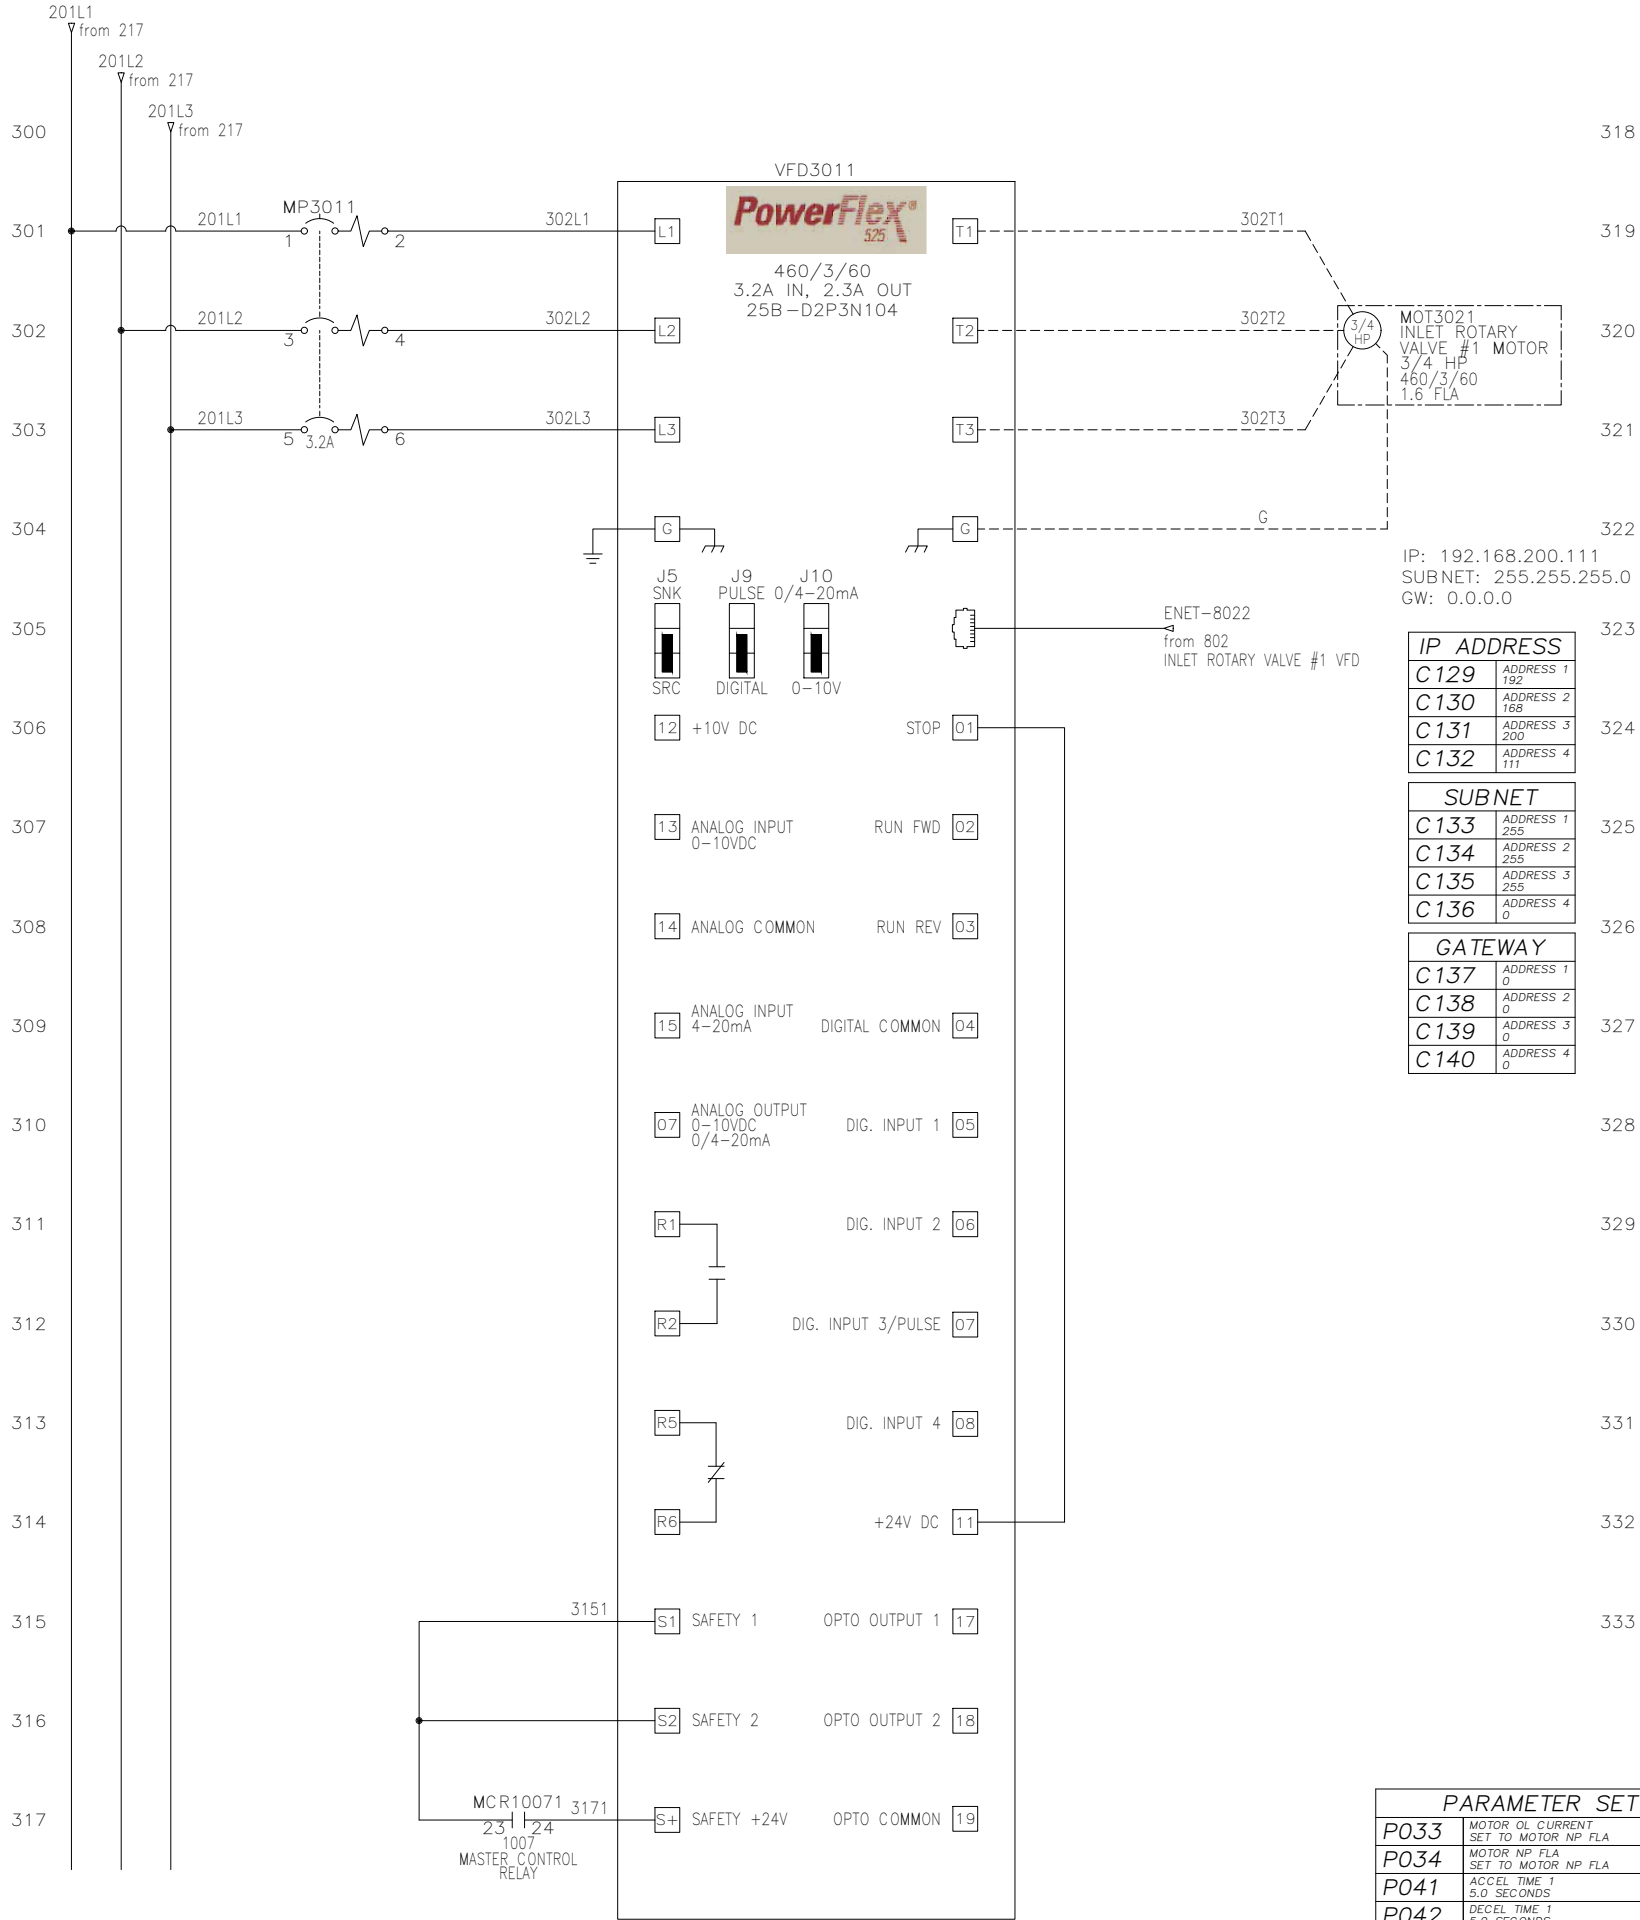 201L1
from 217
201L2
from 217
201L3
from 217
300
318
VFD3011
PowerFlex®
525
460/3/60
3.2A IN, 2.3A OUT
25B-D2P3N104
301
201L1
MP3011
1
2
302L1
L1
T1
302T1
319
302
201L2
3
4
302L2
L2
T2
302T2
3/4
HP
MOT3021
INLET ROTARY
VALVE #1 MOTOR
3/4 HP
460/3/60
1.6 FLA
320
303
201L3
5
3.2A
6
302L3
L3
T3
302T3
321
304
G
G
G
322
IP: 192.168.200.111
SUBNET: 255.255.255.0
GW: 0.0.0.0
J5
SNK
SRC
J9
PULSE
DIGITAL
J10
0/4-20mA
0-10V
305
ENET-8022
from 802
INLET ROTARY VALVE #1 VFD
323
IP ADDRESS
C129 ADDRESS 1
192
C130 ADDRESS 2
168
C131 ADDRESS 3
200
C132 ADDRESS 4
111
SUBNET
C133 ADDRESS 1
255
C134 ADDRESS 2
255
C135 ADDRESS 3
255
C136 ADDRESS 4
0
GATEWAY
C137 ADDRESS 1
0
C138 ADDRESS 2
0
C139 ADDRESS 3
0
C140 ADDRESS 4
0
306
12 +10V DC
STOP 01
324
307
13 ANALOG INPUT
0-10VDC
RUN FWD 02
325
308
14 ANALOG COMMON
RUN REV 03
326
309
15 ANALOG INPUT
4-20mA
DIGITAL COMMON 04
327
310
07 ANALOG OUTPUT
0-10VDC
0/4-20mA
DIG. INPUT 1 05
328
311
R1
DIG. INPUT 2 06
329
312
R2
DIG. INPUT 3/PULSE 07
330
313
R5
DIG. INPUT 4 08
331
314
R6
+24V DC 11
332
315
3151
S1 SAFETY 1
OPTO OUTPUT 1 17
333
316
S2 SAFETY 2
OPTO OUTPUT 2 18
317
MCR10071
23
24
1007
MASTER CONTROL
RELAY
3171
S+ SAFETY +24V
OPTO COMMON 19
PARAMETER SET
P033 MOTOR OL CURRENT
SET TO MOTOR NP FLA
P034 MOTOR NP FLA
SET TO MOTOR NP FLA
P041 ACCEL TIME 1
5.0 SECONDS
P042 DECEL TIME 1